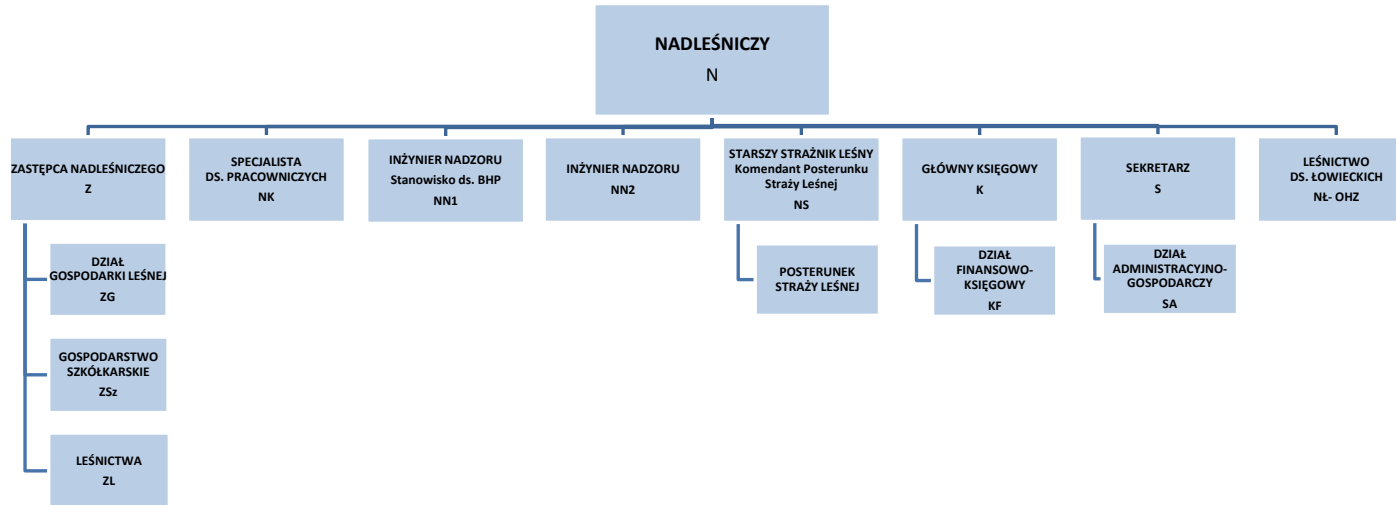 NADLEŚNICZY
N
ZASTĘPCA NADLEŚNICZEGO
Z
SPECJALISTA
DS. PRACOWNICZYCH
NK
INŻYNIER NADZORU
Stanowisko ds. BHP
NN1
INŻYNIER NADZORU
NN2
STARSZY STRAŻNIK LEŚNY
Komendant Posterunku
Straży Leśnej
NS
GŁÓWNY KSIĘGOWY
K
SEKRETARZ
S
LEŚNICTWO
DS. ŁOWIECKICH
NŁ- OHZ
DZIAŁ
GOSPODARKI LEŚNEJ
ZG
POSTERUNEK
STRAŻY LEŚNEJ
DZIAŁ
FINANSOWO-
KSIĘGOWY
KF
DZIAŁ
ADMINISTRACYJNO-
GOSPODARCZY
SA
GOSPODARSTWO
SZKÓŁKARSKIE
ZSz
LEŚNICTWA
ZL